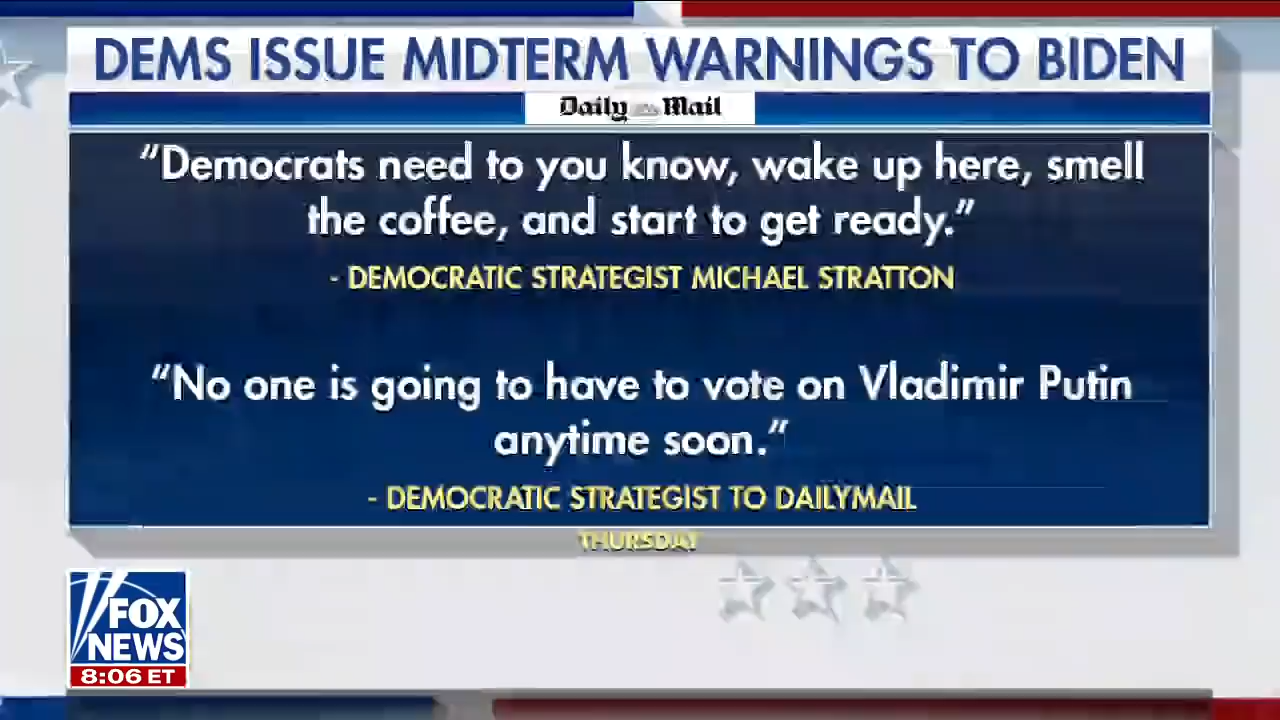 DEMS ISSUE MIDTERM WARNINGS TO BIDEN
Daily Mail
“Democrats need to you know, wake up here, smell
the coffee, and start to get ready.”
- DEMOCRATIC STRATEGIST MICHAEL STRATTON
“No one is going to have to vote on Vladimir Putin
anytime soon.”
- DEMOCRATIC STRATEGIST TO DAILYMAIL
THURSDAY
FOX
NEWS
8:06 ET